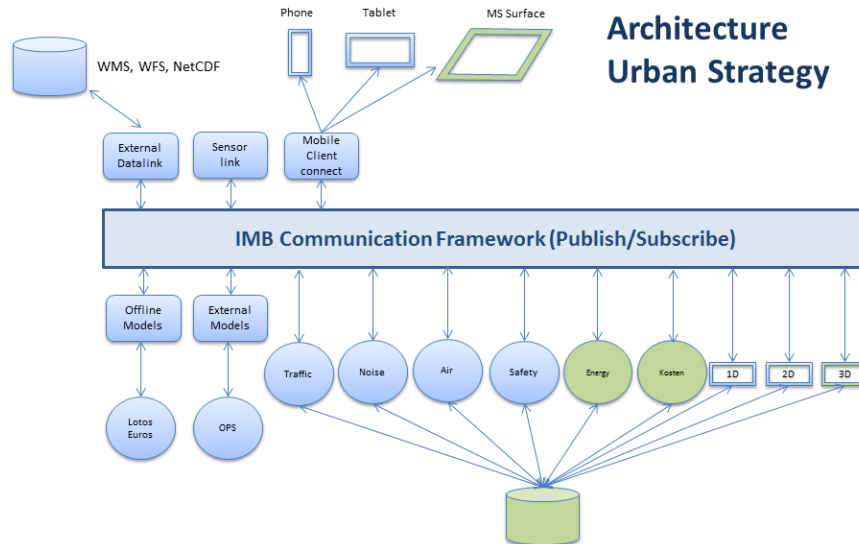 Phone
Tablet
MS Surface
Architecture
Urban Strategy
WMS, WFS, NetCDF
External
Datalink
Sensor
link
Mobile
Client
connect
IMB Communication Framework (Publish/Subscribe)
Offline
Models
External
Models
Traffic
Noise
Air
Safety
Energy
Kosten
1D
2D
3D
Lotos
Euros
OPS